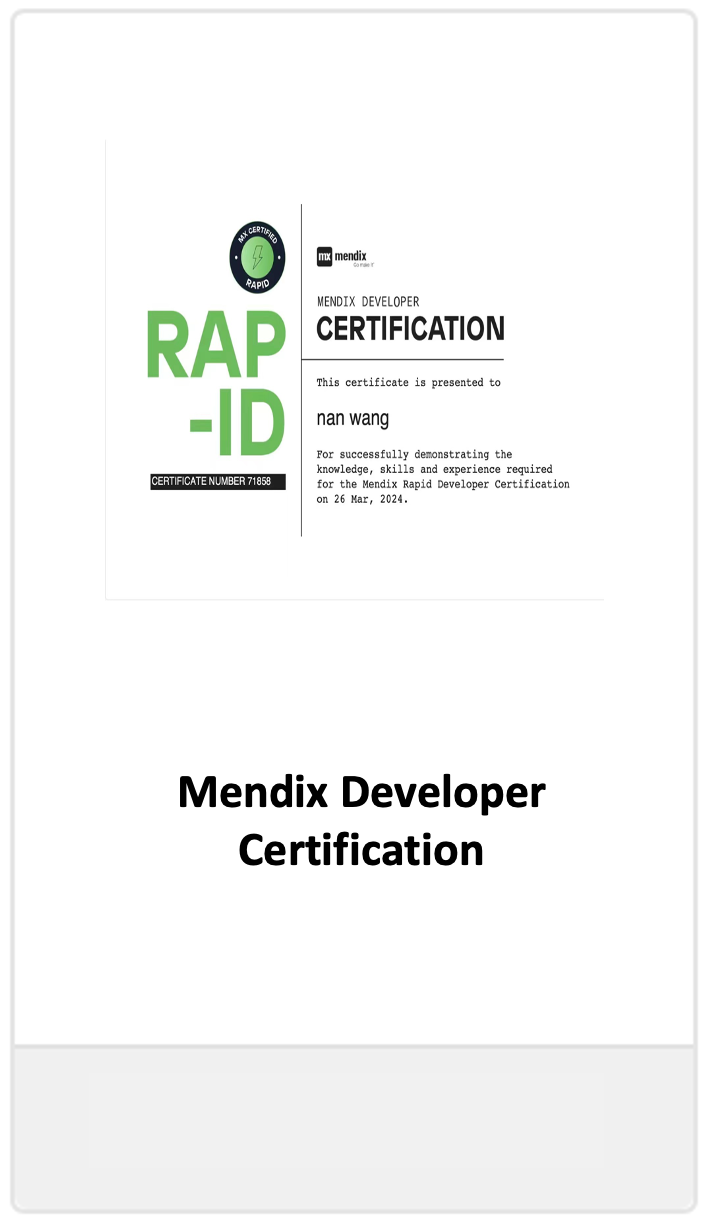 MX CERTIFIED
RAPID
RAP
-ID
CERTIFICATE NUMBER 71858
mx mendix
Go make it
MENDIX DEVELOPER
CERTIFICATION
This certificate is presented to
nan wang
For successfully demonstrating the
knowledge, skills and experience required
for the Mendix Rapid Developer Certification
on 26 Mar, 2024.
Mendix Developer
Certification